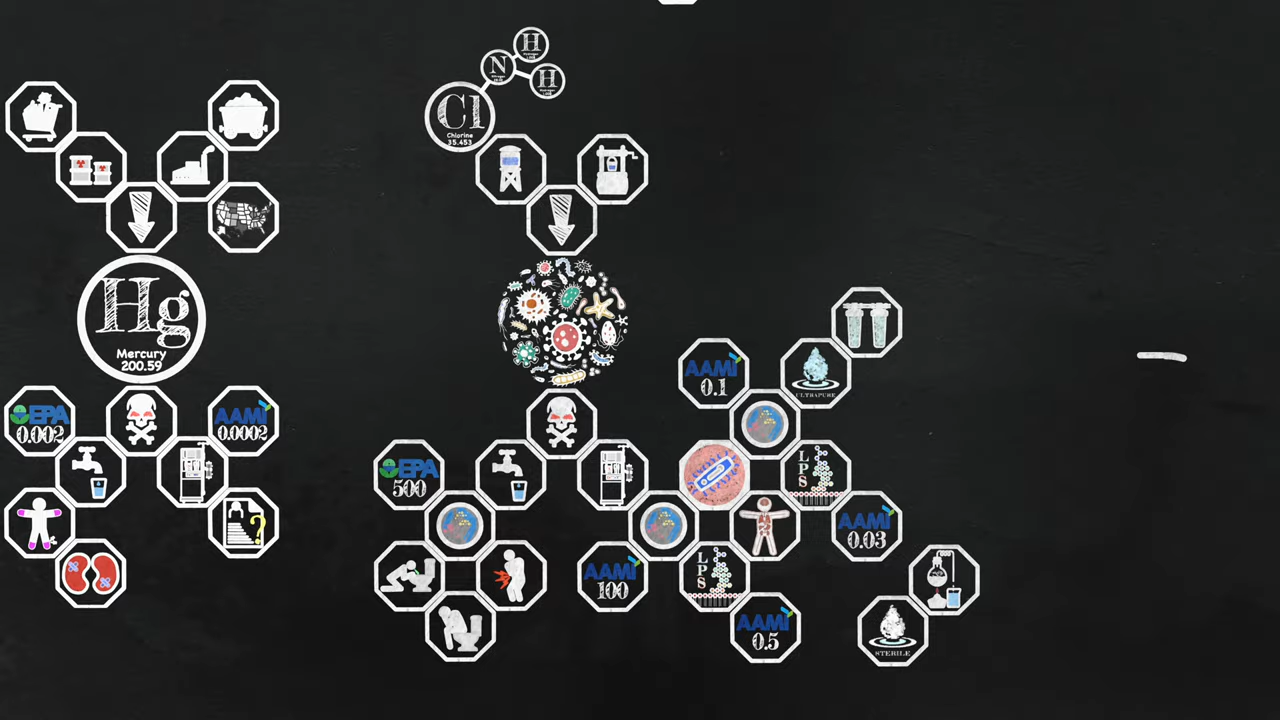 H
N
H
Cl
Chlorine
35.453
Hg
Mercury
200.59
EPA
0.002
AAMI
0.0002
?
EPA
500
AAMI
0.1
ULTRAPURE
LPS
AAMI
0.03
AAMI
100
LPS
AAMI
0.5
STERILE